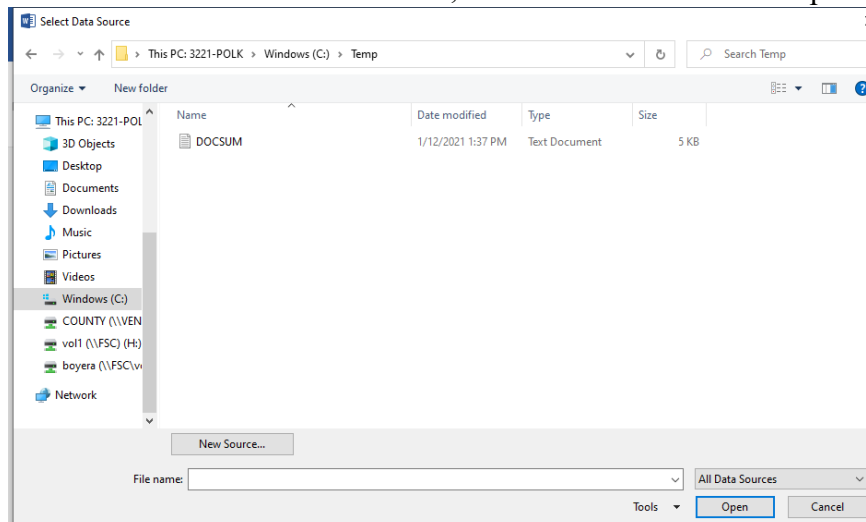 Select Data Source
This PC: 3221-POLK > Windows (C:) > Temp
Search Temp
Organize
New folder
Name
Date modified
Type
Size
DOCSUM
1/12/2021 1:37 PM
Text Document
5 KB
This PC: 3221-POL
3D Objects
Desktop
Documents
Downloads
Music
Pictures
Videos
Windows (C:)
COUNTY (\\VEN
vol1 (\\FSC) (H:)
boyera (\\FSC\v
Network
New Source...
File name:
All Data Sources
Tools
Open
Cancel